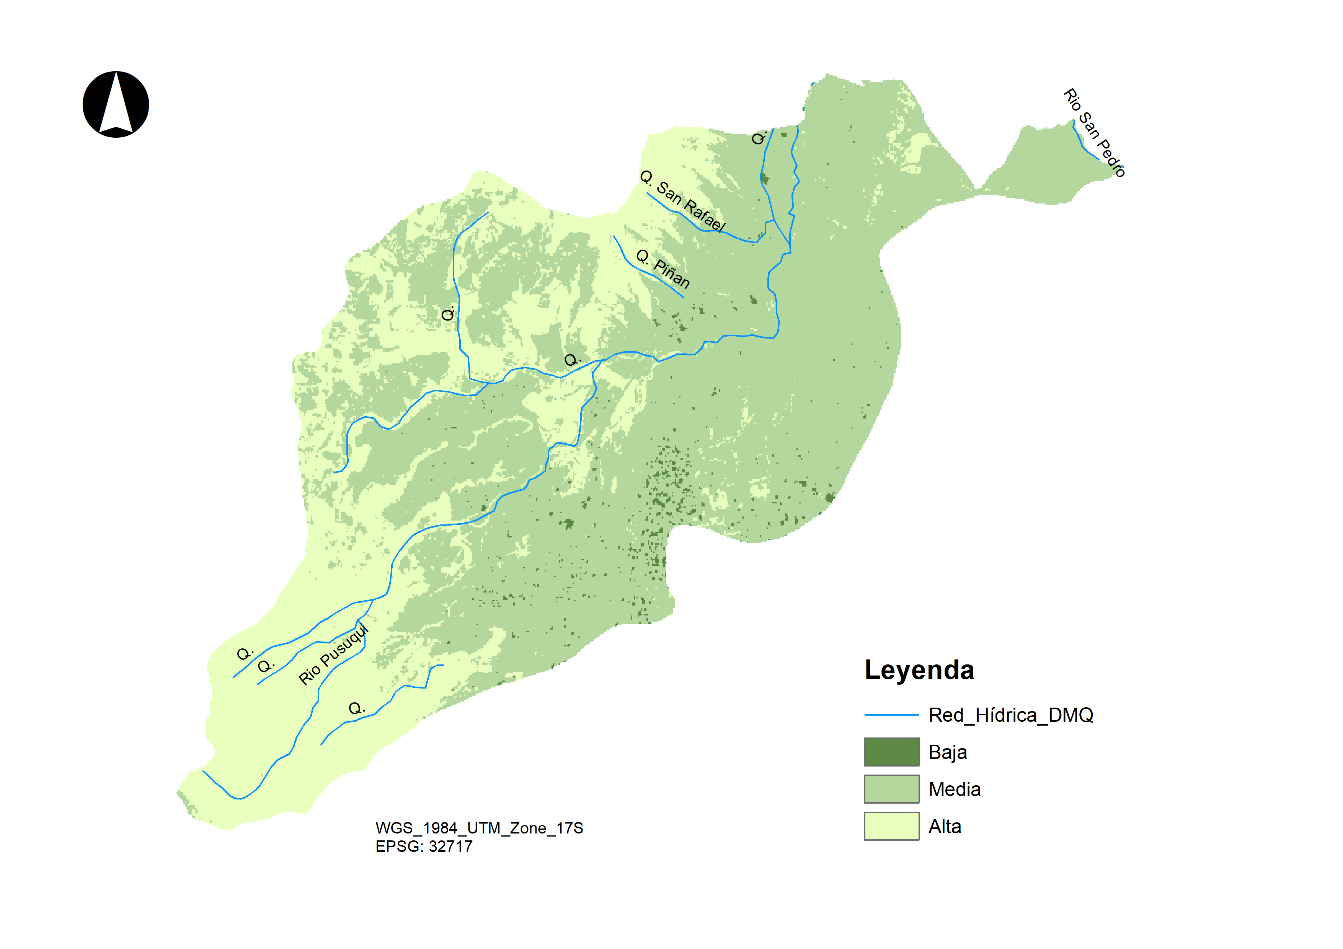 Rio San Pedro
Q.
Q. San Rafael
Q. Piñan
Q.
Q.
Q.
Q.
Rio Pusuqui
Q.
Leyenda
Red_Hídrica_DMQ
Baja
Media
Alta
WGS_1984_UTM_Zone_17S
EPSG: 32717